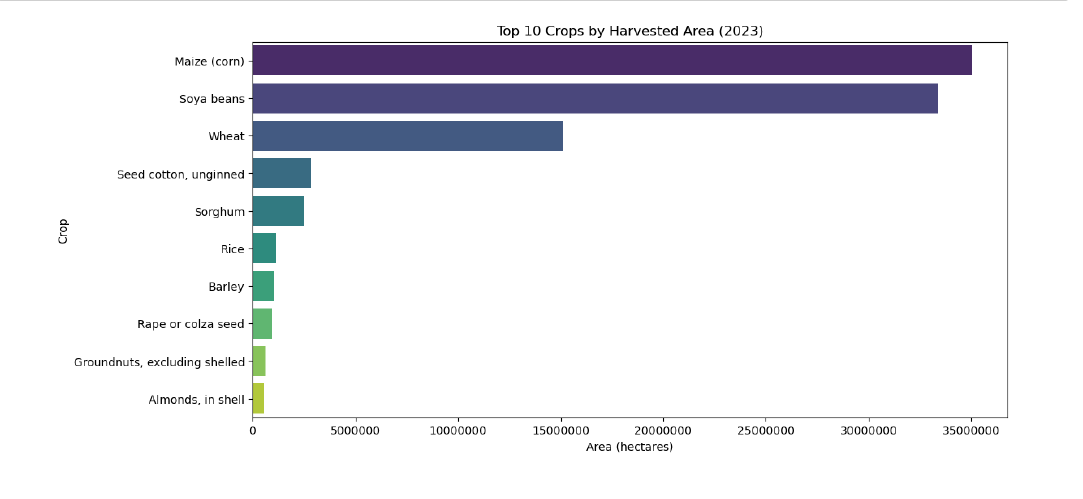 Top 10 Crops by Harvested Area (2023)
Maize (corn)
Soya beans
Wheat
Seed cotton, unginned
Sorghum
Rice
Barley
Rape or colza seed
Groundnuts, excluding shelled
Almonds, in shell
Crop
0 5000000 10000000 15000000 20000000 25000000 30000000 35000000
Area (hectares)